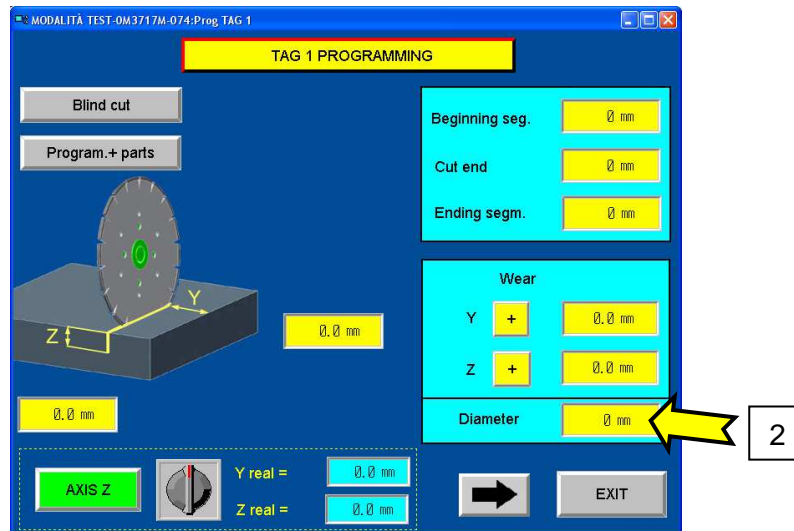 MODALITÀ TEST-0M3717M-074:Prog TAG 1
TAG 1 PROGRAMMING
Blind cut
Program.+ parts
Beginning seg. 0 mm
Cut end 0 mm
Ending segm. 0 mm
Y
Z
0.0 mm
0.0 mm
Wear
Y + 0.0 mm
Z + 0.0 mm
Diameter 0 mm
2
AXIS Z
Y real = 0.0 mm
Z real = 0.0 mm
EXIT